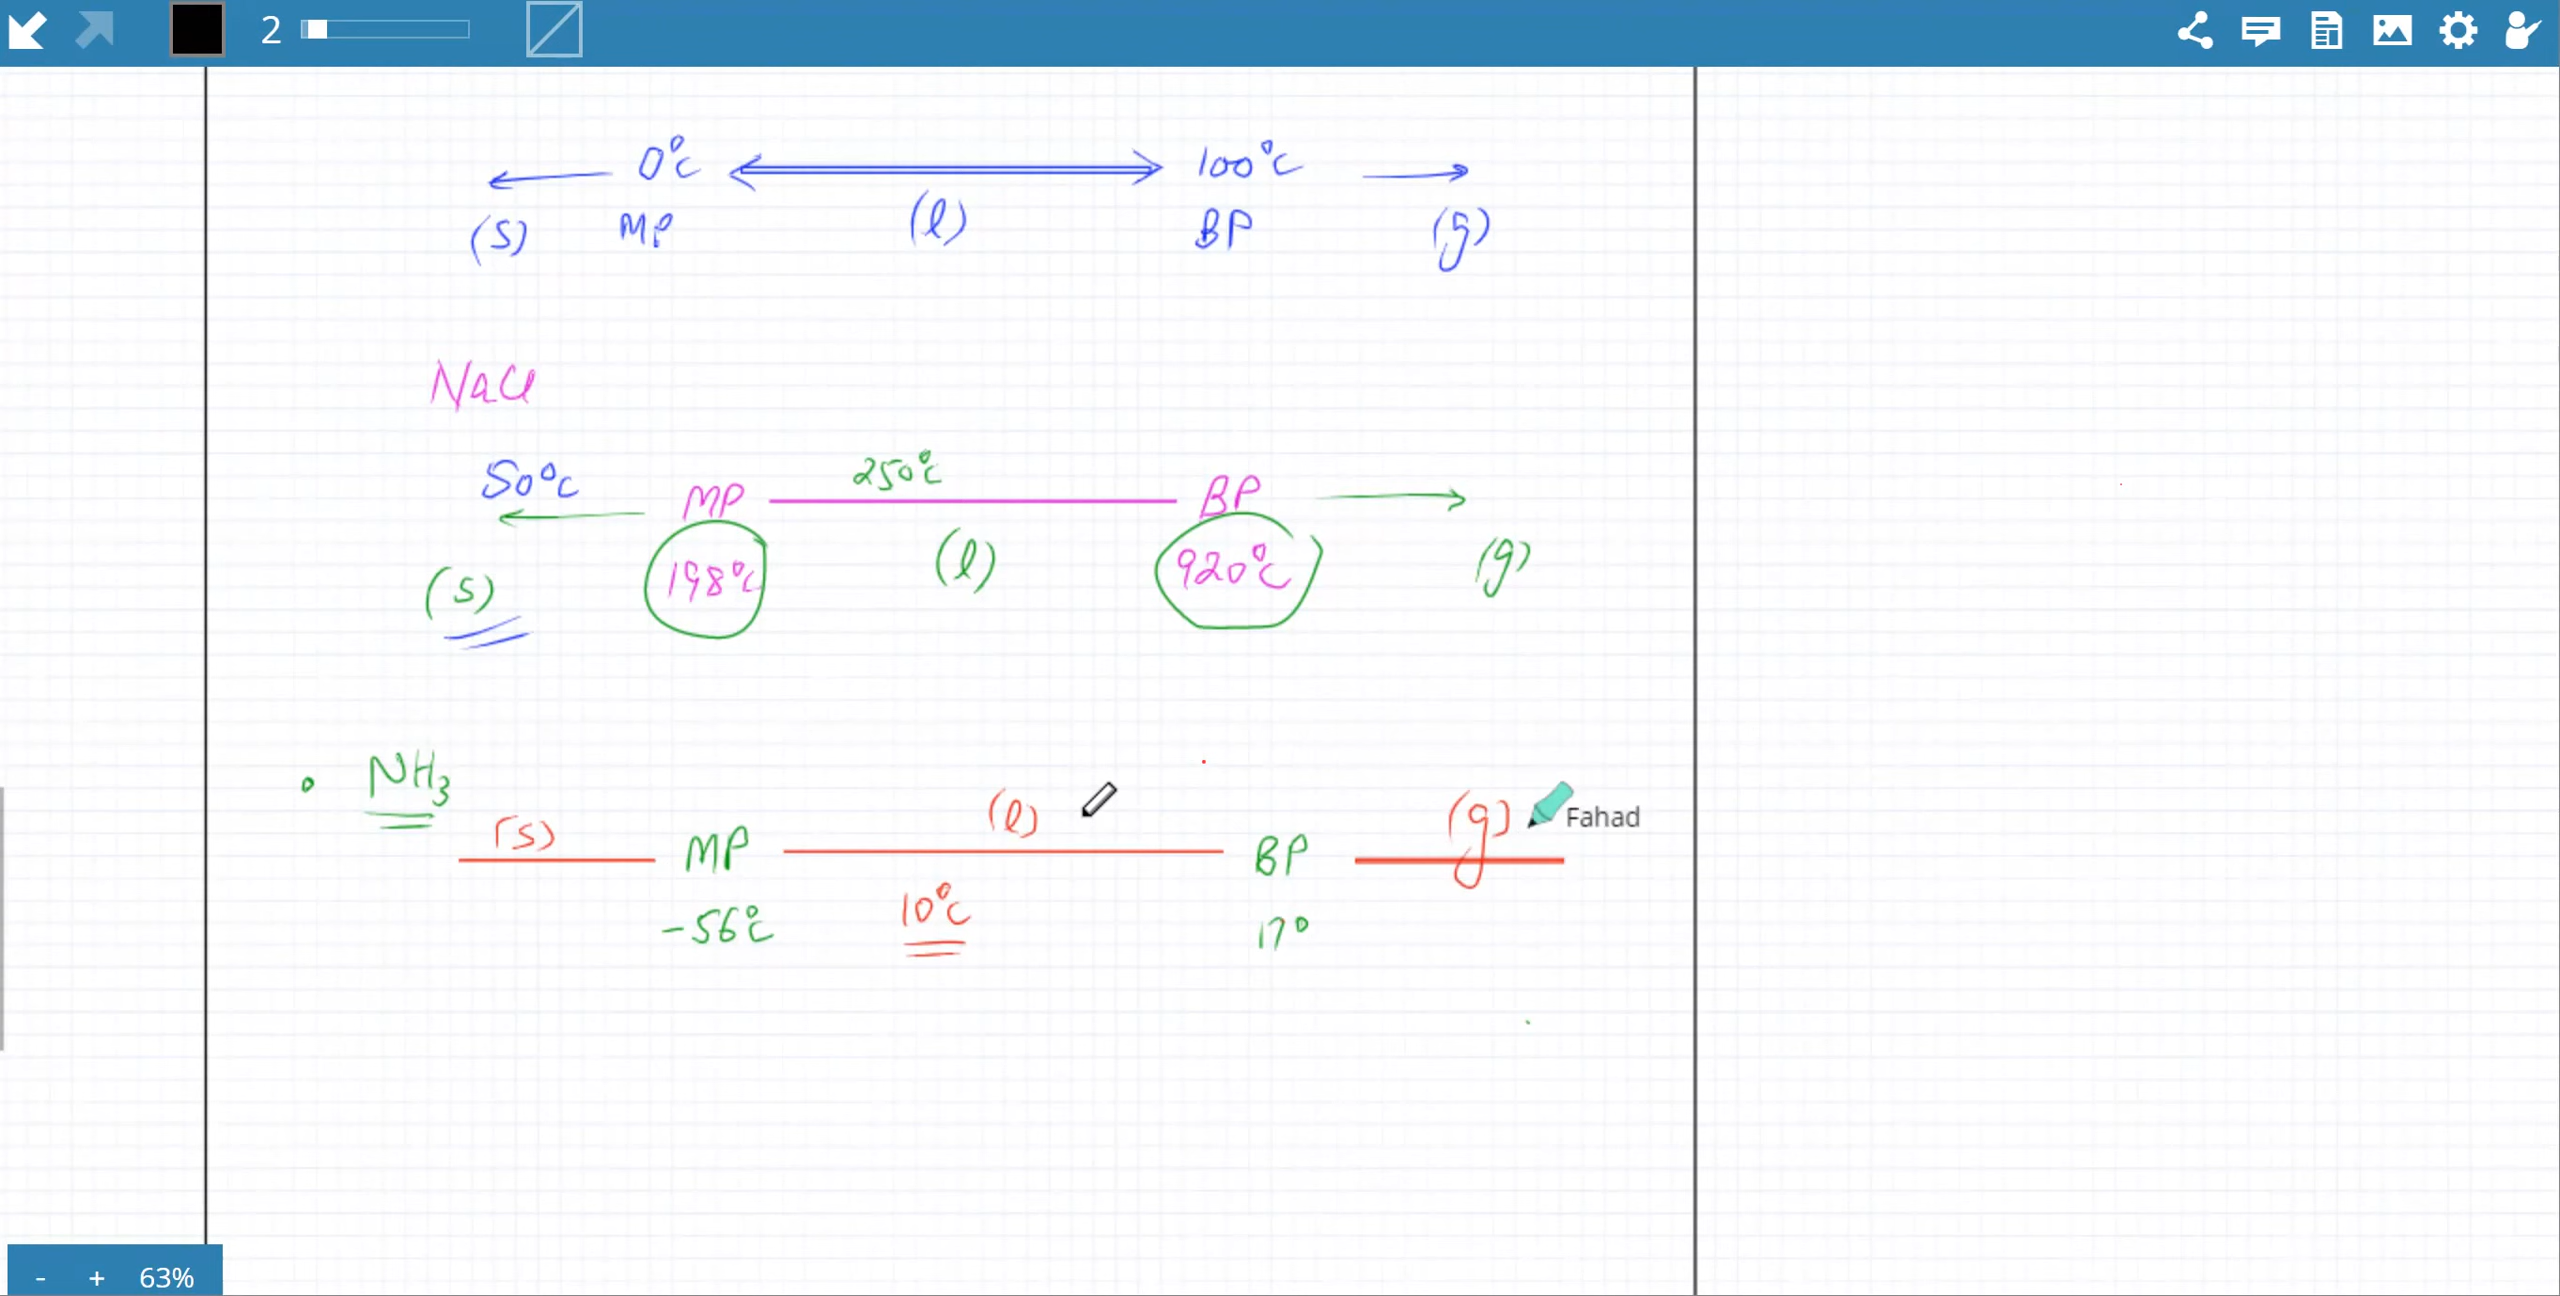 2
0°C 100°C
(s) MP (l) BP (g)
NaCl
50°C MP 250°C BP
(s) 198°C (l) 920°C (g)
NH3
(s) MP (l) BP (g) Fahad
-56°C 10°C 17°
- + 63%